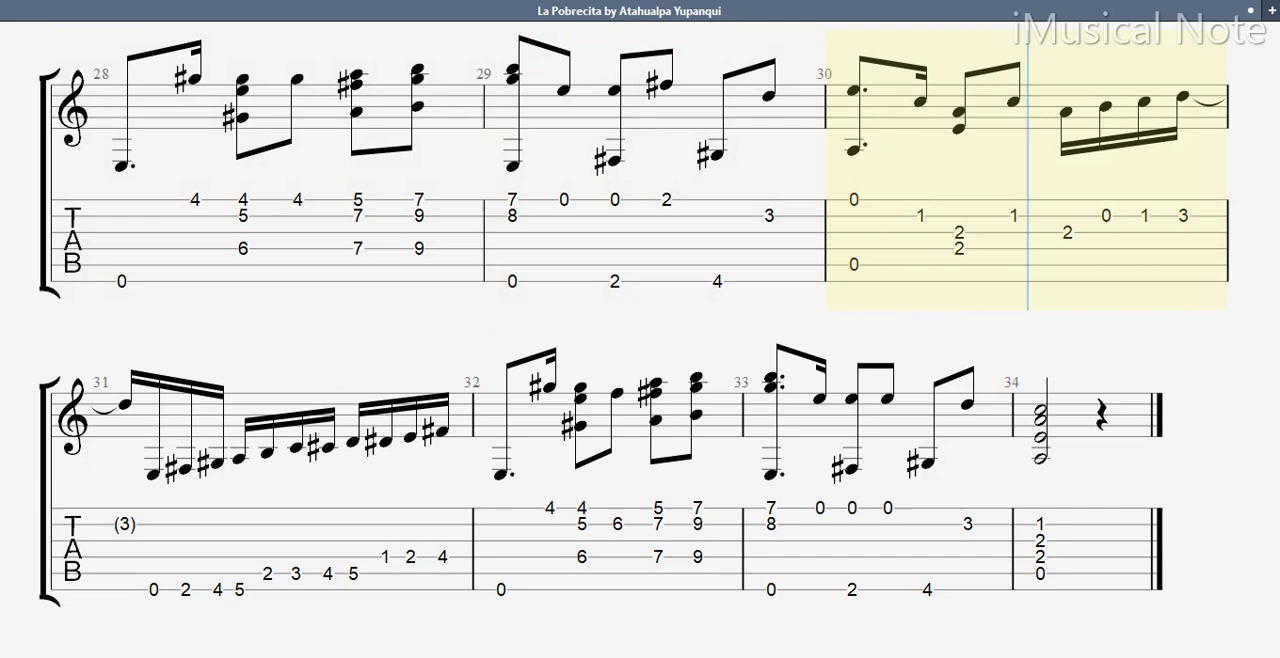 La Pobrecita by Atahualpa Yupanqui
iMusical Note
28 29 30
4 4 4 5 7 7 0 0 2 0 1 1 0 1 3
T 5 7 9 8 3 2 2
A 6 7 9 2
B 0
0 0 2 4
31 32 33 34
4 4 5 7 7 0 0 0
T (3) 5 6 7 9 8 3 1
2
A 1 2 4 6 7 9 2
B 2 3 4 5 0
0 2 4 5 0 0 2 4